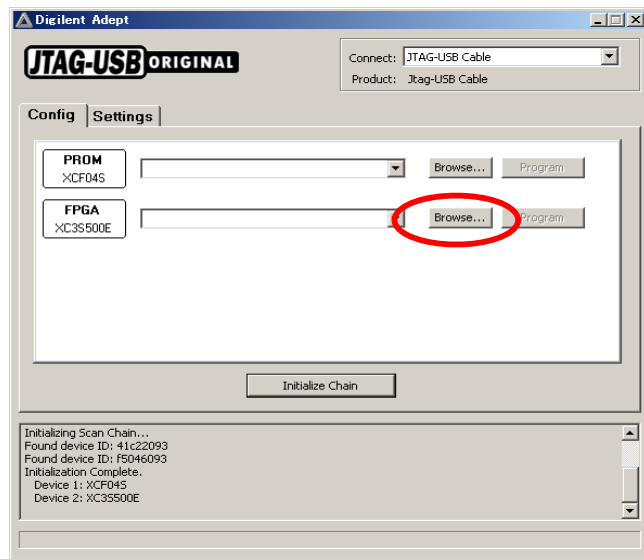 Digilent Adept
JTAG-USB ORIGINAL
Connect: JTAG-USB Cable
Product: Jtag-USB Cable
Config Settings
PROM
XCF04S
Browse... Program
FPGA
XC3S500E
Browse... Program
Initialize Chain
Initializing Scan Chain...
Found device ID: 41c22093
Found device ID: f5046093
Initialization Complete.
Device 1: XCF04S
Device 2: XC3S500E